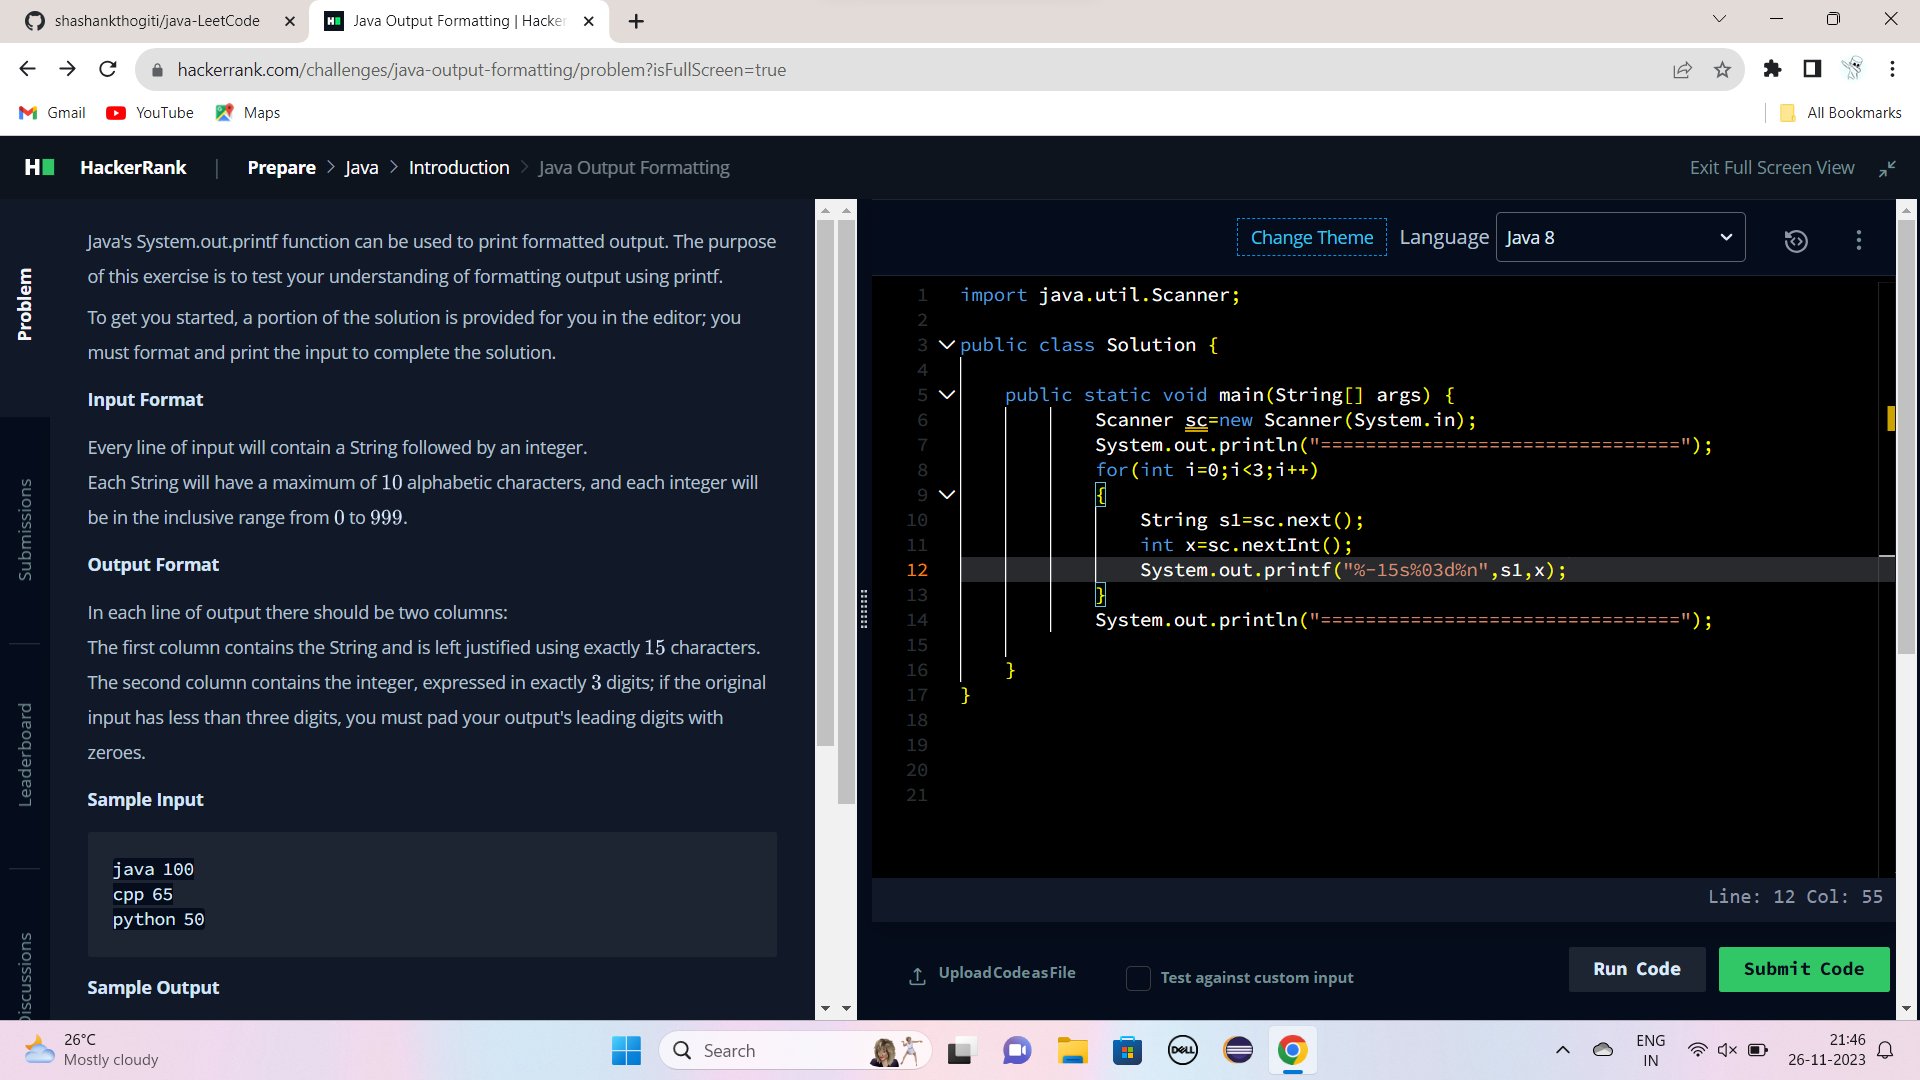 shashankthogiti/java-LeetCode
Java Output Formatting | Hacker
hackerrank.com/challenges/java-output-formatting/problem?isFullScreen=true
Gmail YouTube Maps All Bookmarks
HackerRank | Prepare > Java > Introduction > Java Output Formatting Exit Full Screen View
Problem
Submissions
Leaderboard
Discussions
Java's System.out.printf function can be used to print formatted output. The purpose
of this exercise is to test your understanding of formatting output using printf.
To get you started, a portion of the solution is provided for you in the editor; you
must format and print the input to complete the solution.
Input Format
Every line of input will contain a String followed by an integer.
Each String will have a maximum of 10 alphabetic characters, and each integer will
be in the inclusive range from 0 to 999.
Output Format
In each line of output there should be two columns:
The first column contains the String and is left justified using exactly 15 characters.
The second column contains the integer, expressed in exactly 3 digits; if the original
input has less than three digits, you must pad your output's leading digits with
zeroes.
Sample Input
java 100
cpp 65
python 50
Sample Output
Change Theme Language Java 8
1 import java.util.Scanner;
2
3 public class Solution {
4
5 public static void main(String[] args) {
6 Scanner sc=new Scanner(System.in);
7 System.out.println("================================");
8 for(int i=0;i<3;i++)
9 {
10 String s1=sc.next();
11 int x=sc.nextInt();
12 System.out.printf("%-15s%03d%n",s1,x);
13 }
14 System.out.println("================================");
15
16 }
17 }
18
19
20
21
Line: 12 Col: 55
Upload Code as File Test against custom input Run Code Submit Code
26°C
Mostly cloudy
Search
DELL
ENG
IN
21:46
26-11-2023